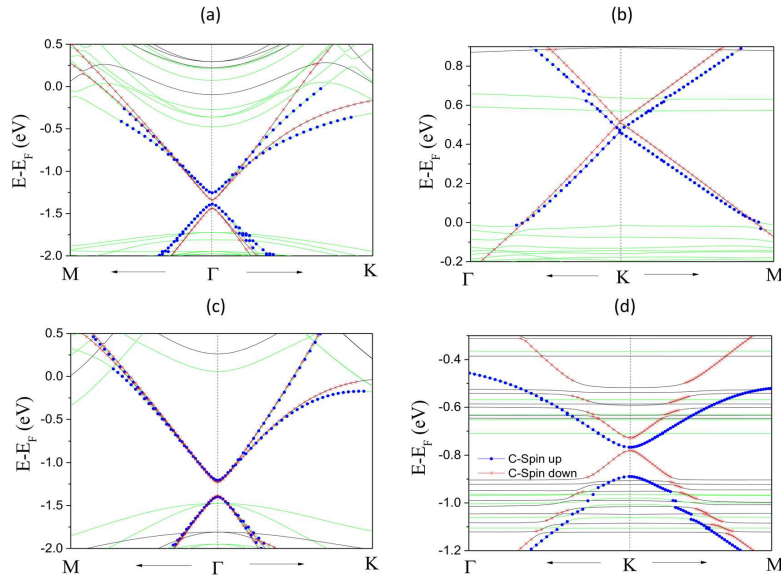 (a)
(b)
0.5
0.0
-0.5
-1.0
-1.5
-2.0
E-E_F (eV)
M Γ K
0.8
0.6
0.4
0.2
0.0
-0.2
E-E_F (eV)
Γ K M
(c)
(d)
0.5
0.0
-0.5
-1.0
-1.5
-2.0
E-E_F (eV)
M Γ K
-0.4
-0.6
-0.8
-1.0
-1.2
E-E_F (eV)
C-Spin up
C-Spin down
Γ K M